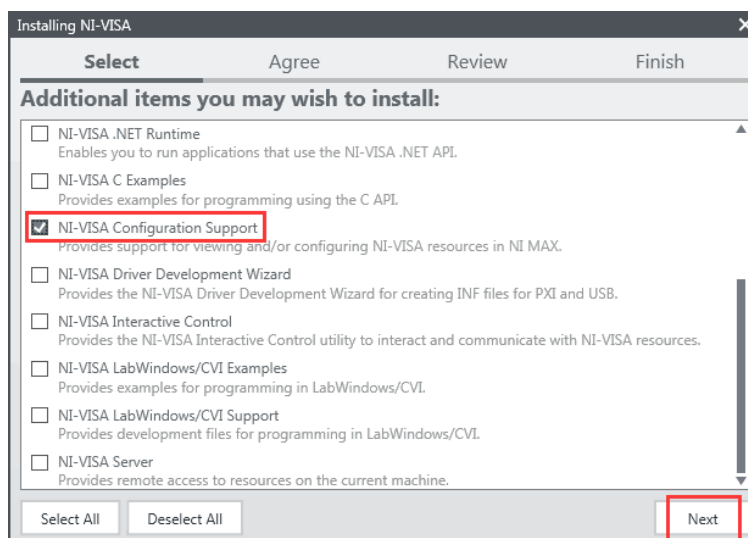 Installing NI-VISA
Select Agree Review Finish
Additional items you may wish to install:
NI-VISA .NET Runtime
Enables you to run applications that use the NI-VISA .NET API.
NI-VISA C Examples
Provides examples for programming using the C API.
NI-VISA Configuration Support
Provides support for viewing and/or configuring NI-VISA resources in NI MAX.
NI-VISA Driver Development Wizard
Provides the NI-VISA Driver Development Wizard for creating INF files for PXI and USB.
NI-VISA Interactive Control
Provides the NI-VISA Interactive Control utility to interact and communicate with NI-VISA resources.
NI-VISA LabWindows/CVI Examples
Provides examples for programming in LabWindows/CVI.
NI-VISA LabWindows/CVI Support
Provides development files for programming in LabWindows/CVI.
NI-VISA Server
Provides remote access to resources on the current machine.
Select All Deselect All Next